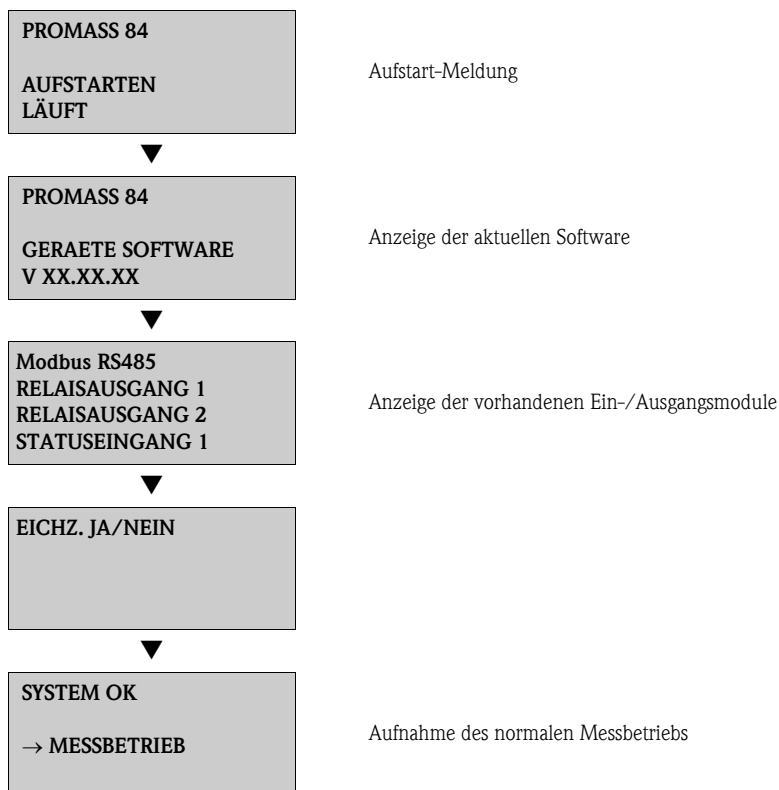 PROMASS 84
AUFSTARTEN
LÄUFT
Aufstart-Meldung
▼
PROMASS 84
GERAETE SOFTWARE
V XX.XX.XX
Anzeige der aktuellen Software
▼
Modbus RS485
RELAISAUSGANG 1
RELAISAUSGANG 2
STATUSEINGANG 1
Anzeige der vorhandenen Ein-/Ausgangsmodule
▼
EICHZ. JA/NEIN
▼
SYSTEM OK
→ MESSBETRIEB
Aufnahme des normalen Messbetriebs